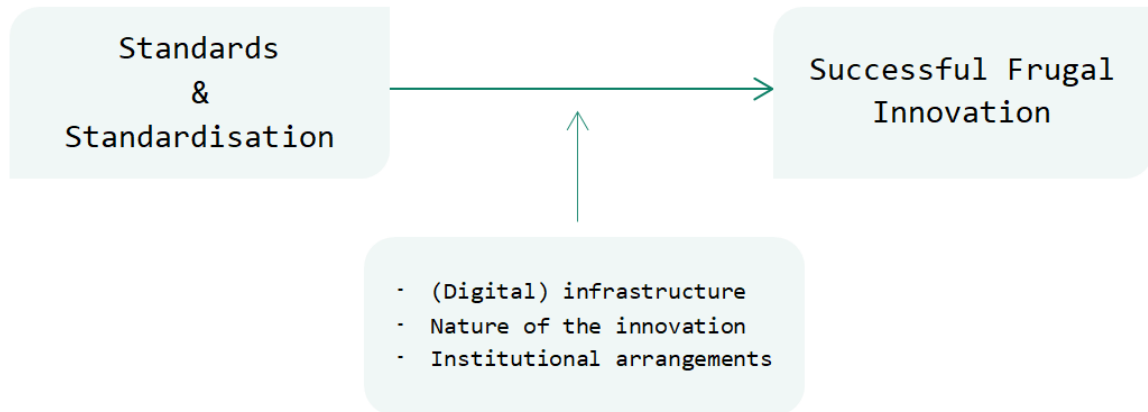 Standards
&
Standardisation
Successful Frugal
Innovation
- (Digital) infrastructure
- Nature of the innovation
- Institutional arrangements